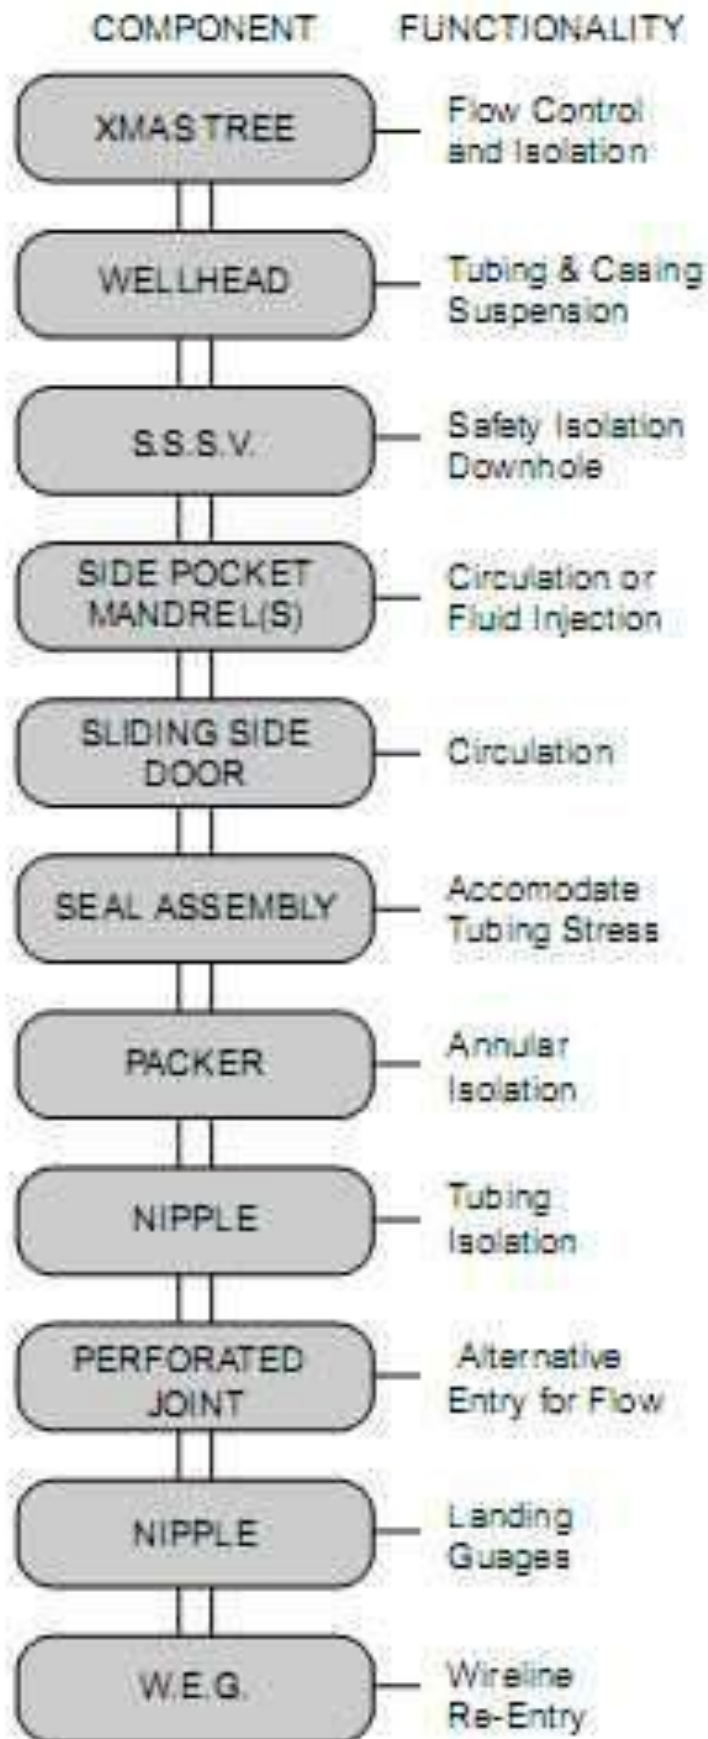 COMPONENT FUNCTIONALITY
XMAS TREE
Flow Control
and Isolation
WELLHEAD
Tubing & Casing
Suspension
S.S.S.V.
Safety Isolation
Downhole
SIDE POCKET
MANDREL(S)
Circulation or
Fluid Injection
SLIDING SIDE
DOOR
Circulation
SEAL ASSEMBLY
Accomodate
Tubing Stress
PACKER
Annular
Isolation
NIPPLE
Tubing
Isolation
PERFORATED
JOINT
Alternative
Entry for Flow
NIPPLE
Landing
Guages
W.E.G.
Wireline
Re-Entry